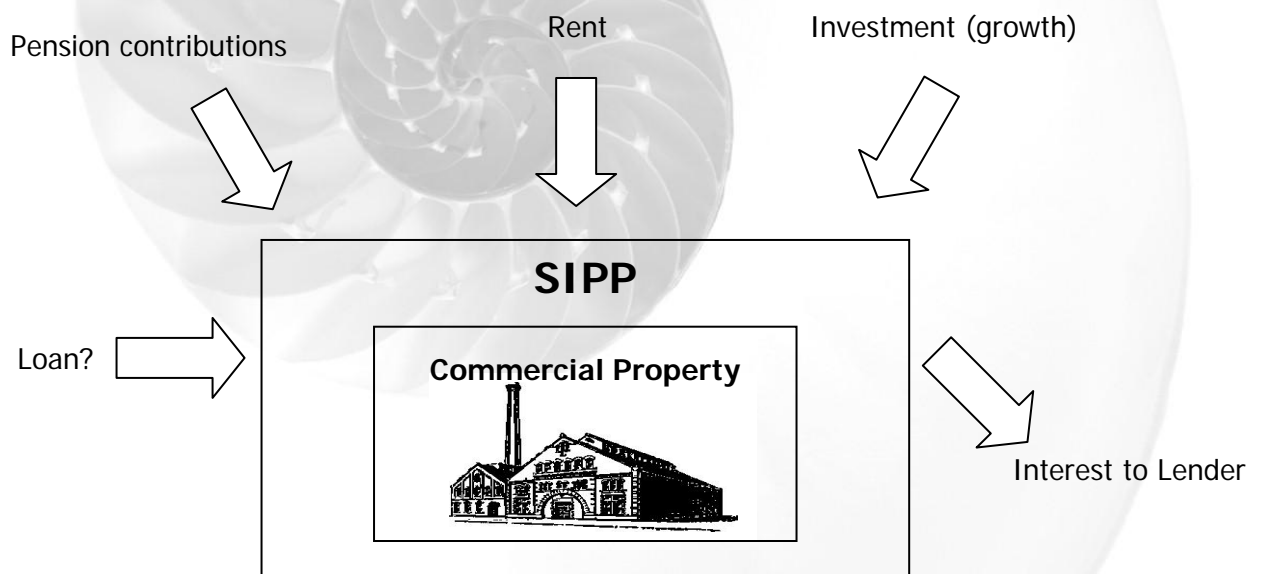 Pension contributions
Rent
Investment (growth)
SIPP
Loan?
Commercial Property
Interest to Lender